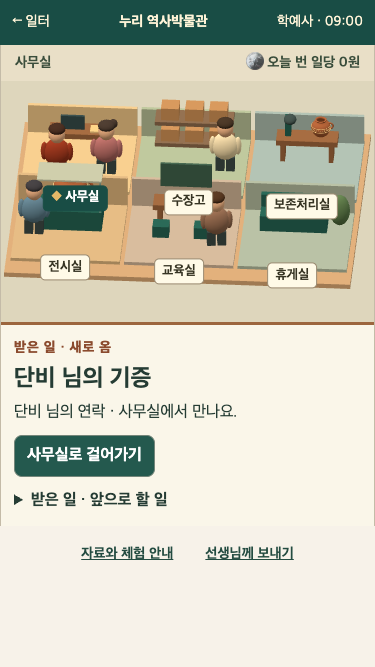 ← 일터
누리 역사박물관
학예사 · 09:00
사무실
오늘 번 일당 0원
◆ 사무실
수장고
보존처리실
전시실
교육실
휴게실
받은 일 · 새로 옴
단비 님의 기증
단비 님의 연락 · 사무실에서 만나요.
사무실로 걸어가기
▶ 받은 일 · 앞으로 할 일
자료와 체험 안내
선생님께 보내기